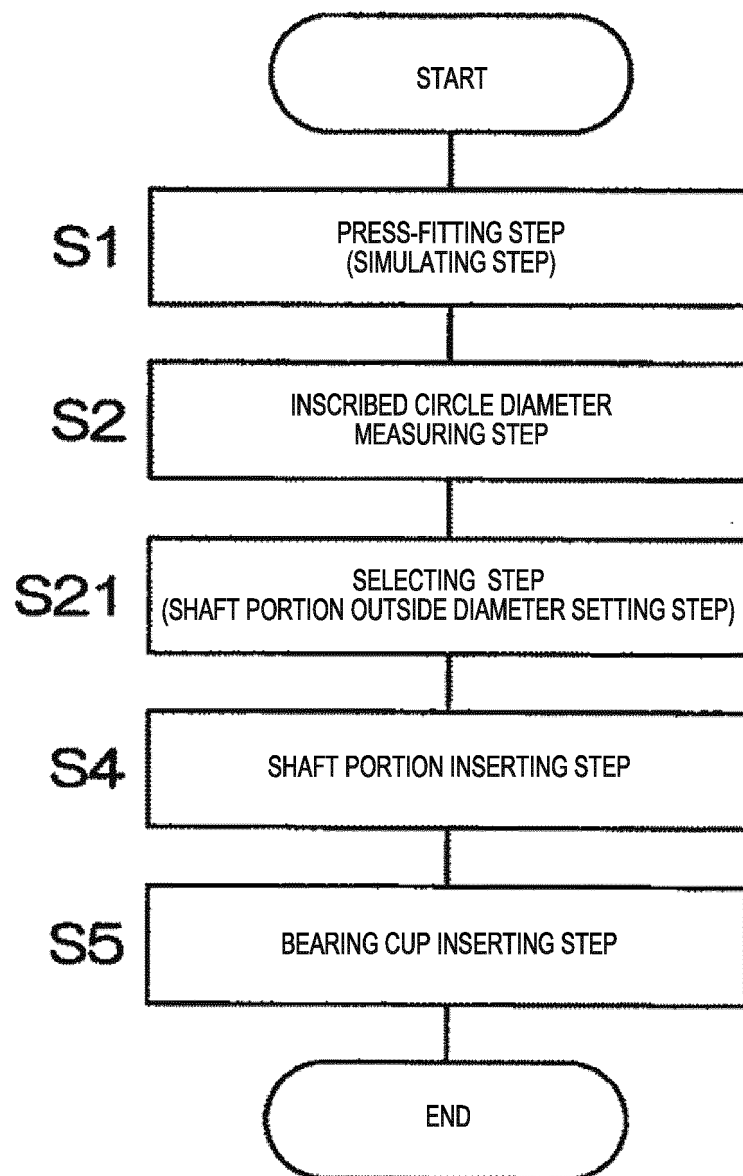 START
S1
PRESS-FITTING STEP
(SIMULATING STEP)
S2
INSCRIBED CIRCLE DIAMETER
MEASURING STEP
S21
SELECTING STEP
(SHAFT PORTION OUTSIDE DIAMETER SETTING STEP)
S4
SHAFT PORTION INSERTING STEP
S5
BEARING CUP INSERTING STEP
END